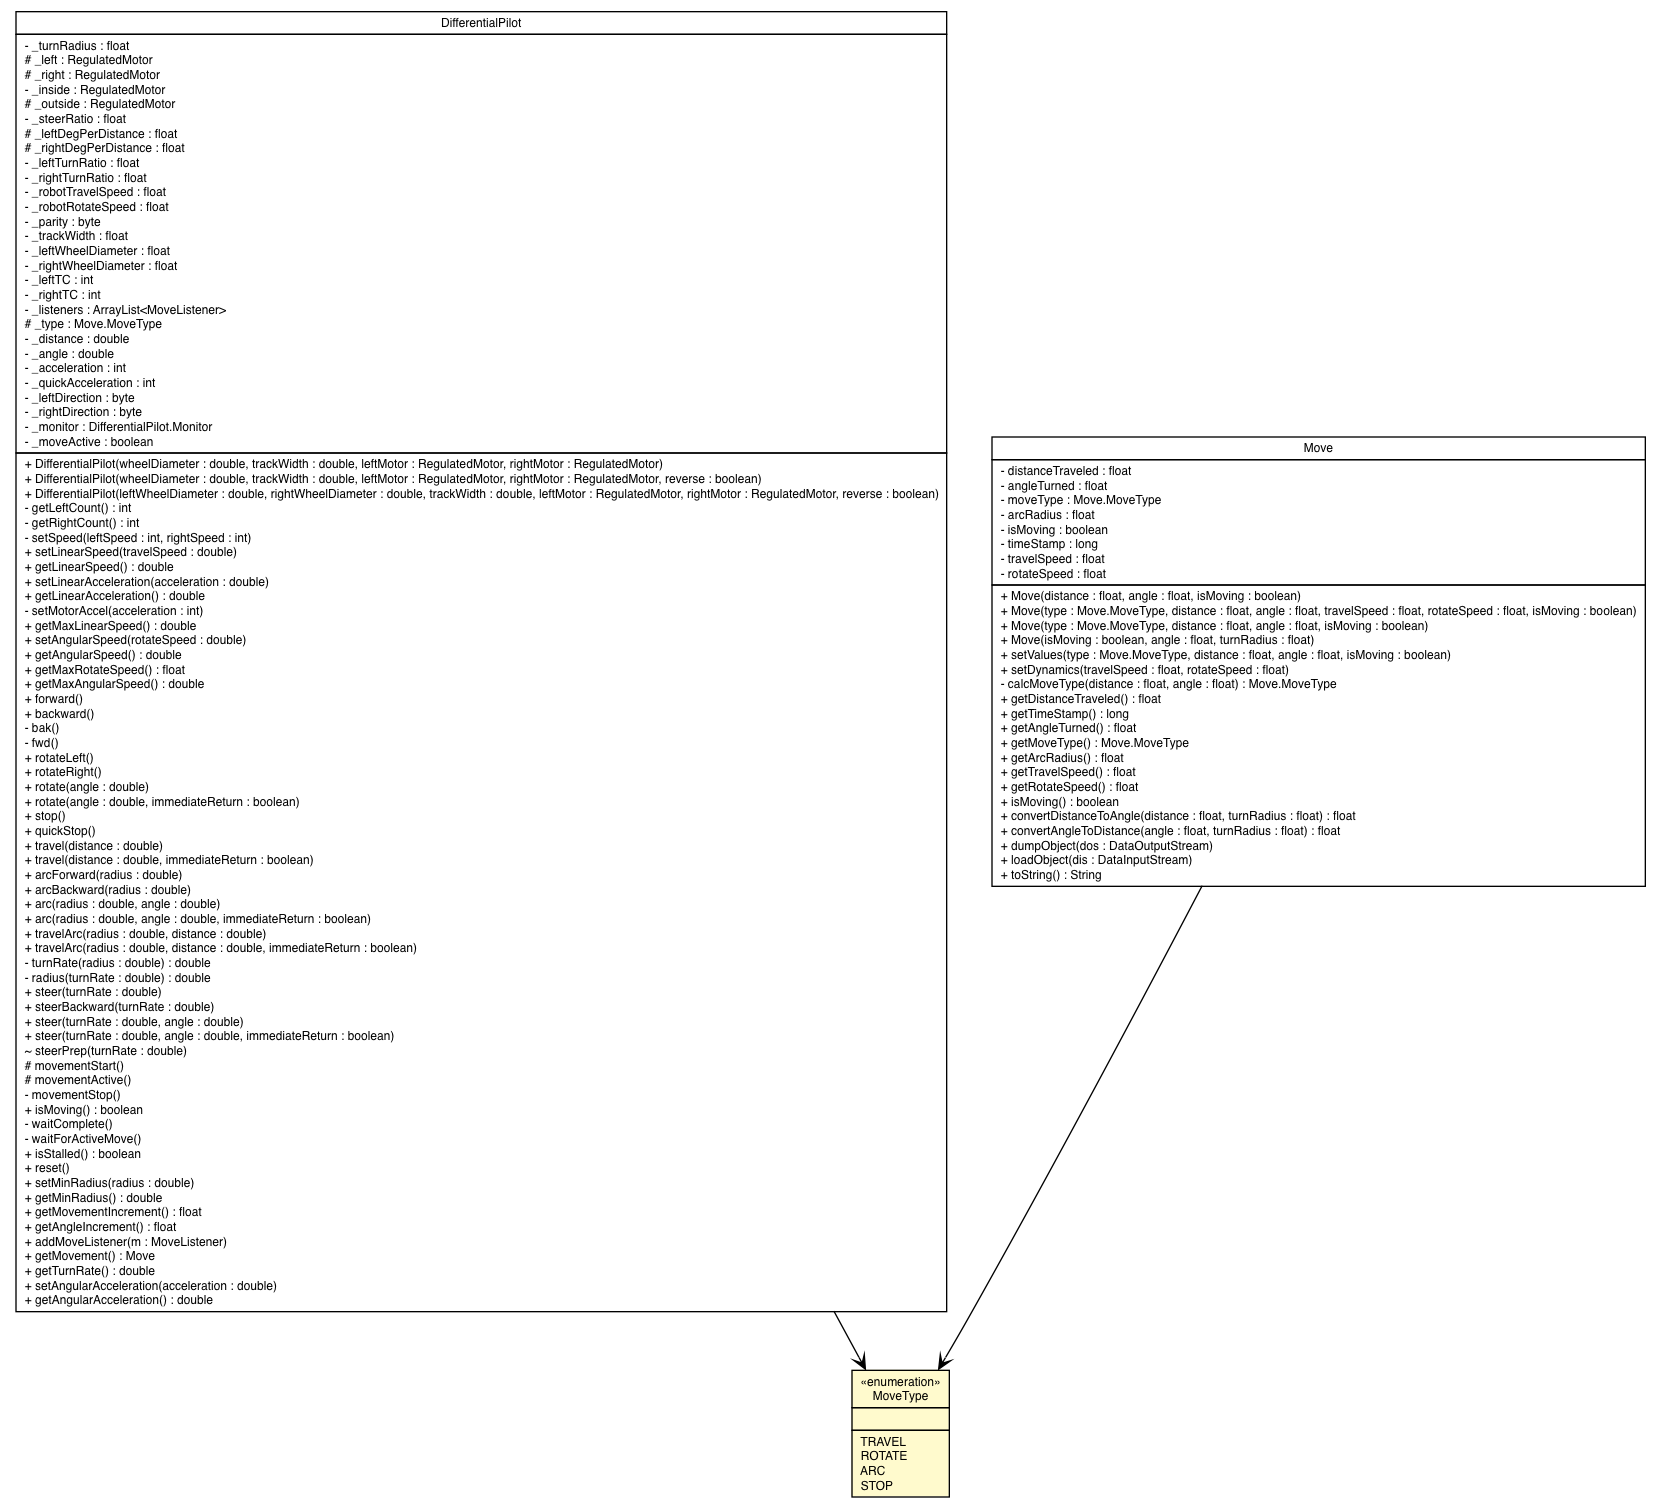 DifferentialPilot
- _turnRadius : float
# _left : RegulatedMotor
# _right : RegulatedMotor
- _inside : RegulatedMotor
# _outside : RegulatedMotor
- _steerRatio : float
# _leftDegPerDistance : float
# _rightDegPerDistance : float
- _leftTurnRatio : float
- _rightTurnRatio : float
- _robotTravelSpeed : float
- _robotRotateSpeed : float
- _parity : byte
- _trackWidth : float
- _leftWheelDiameter : float
- _rightWheelDiameter : float
- _leftTC : int
- _rightTC : int
- _listeners : ArrayList<MoveListener>
# _type : Move.MoveType
- _distance : double
- _angle : double
- _acceleration : int
- _quickAcceleration : int
- _leftDirection : byte
- _rightDirection : byte
- _monitor : DifferentialPilot.Monitor
- _moveActive : boolean
+ DifferentialPilot(wheelDiameter : double, trackWidth : double, leftMotor : RegulatedMotor, rightMotor : RegulatedMotor)
+ DifferentialPilot(wheelDiameter : double, trackWidth : double, leftMotor : RegulatedMotor, rightMotor : RegulatedMotor, reverse : boolean)
+ DifferentialPilot(leftWheelDiameter : double, rightWheelDiameter : double, trackWidth : double, leftMotor : RegulatedMotor, rightMotor : RegulatedMotor, reverse : boolean)
- getLeftCount() : int
- getRightCount() : int
- setSpeed(leftSpeed : int, rightSpeed : int)
+ setLinearSpeed(travelSpeed : double)
+ getLinearSpeed() : double
+ setLinearAcceleration(acceleration : double)
+ getLinearAcceleration() : double
- setMotorAccel(acceleration : int)
+ getMaxLinearSpeed() : double
+ setAngularSpeed(rotateSpeed : double)
+ getAngularSpeed() : double
+ getMaxRotateSpeed() : float
+ getMaxAngularSpeed() : double
+ forward()
+ backward()
- bak()
- fwd()
+ rotateLeft()
+ rotateRight()
+ rotate(angle : double)
+ rotate(angle : double, immediateReturn : boolean)
+ stop()
+ quickStop()
+ travel(distance : double)
+ travel(distance : double, immediateReturn : boolean)
+ arcForward(radius : double)
+ arcBackward(radius : double)
+ arc(radius : double, angle : double)
+ arc(radius : double, angle : double, immediateReturn : boolean)
+ travelArc(radius : double, distance : double)
+ travelArc(radius : double, distance : double, immediateReturn : boolean)
- turnRate(radius : double) : double
- radius(turnRate : double) : double
+ steer(turnRate : double)
+ steerBackward(turnRate : double)
+ steer(turnRate : double, angle : double)
+ steer(turnRate : double, angle : double, immediateReturn : boolean)
~ steerPrep(turnRate : double)
# movementStart()
# movementActive()
- movementStop()
+ isMoving() : boolean
- waitComplete()
- waitForActiveMove()
+ isStalled() : boolean
+ reset()
+ setMinRadius(radius : double)
+ getMinRadius() : double
+ getMovementIncrement() : float
+ getAngleIncrement() : float
+ addMoveListener(m : MoveListener)
+ getMovement() : Move
+ getTurnRate() : double
+ setAngularAcceleration(acceleration : double)
+ getAngularAcceleration() : double
Move
- distanceTraveled : float
- angleTurned : float
- moveType : Move.MoveType
- arcRadius : float
- isMoving : boolean
- timeStamp : long
- travelSpeed : float
- rotateSpeed : float
+ Move(distance : float, angle : float, isMoving : boolean)
+ Move(type : Move.MoveType, distance : float, angle : float, travelSpeed : float, rotateSpeed : float, isMoving : boolean)
+ Move(type : Move.MoveType, distance : float, angle : float, isMoving : boolean)
+ Move(isMoving : boolean, angle : float, turnRadius : float)
+ setValues(type : Move.MoveType, distance : float, angle : float, isMoving : boolean)
+ setDynamics(travelSpeed : float, rotateSpeed : float)
- calcMoveType(distance : float, angle : float) : Move.MoveType
+ getDistanceTraveled() : float
+ getTimeStamp() : long
+ getAngleTurned() : float
+ getMoveType() : Move.MoveType
+ getArcRadius() : float
+ getTravelSpeed() : float
+ getRotateSpeed() : float
+ isMoving() : boolean
+ convertDistanceToAngle(distance : float, turnRadius : float) : float
+ convertAngleToDistance(angle : float, turnRadius : float) : float
+ dumpObject(dos : DataOutputStream)
+ loadObject(dis : DataInputStream)
+ toString() : String
«enumeration»
MoveType
TRAVEL
ROTATE
ARC
STOP